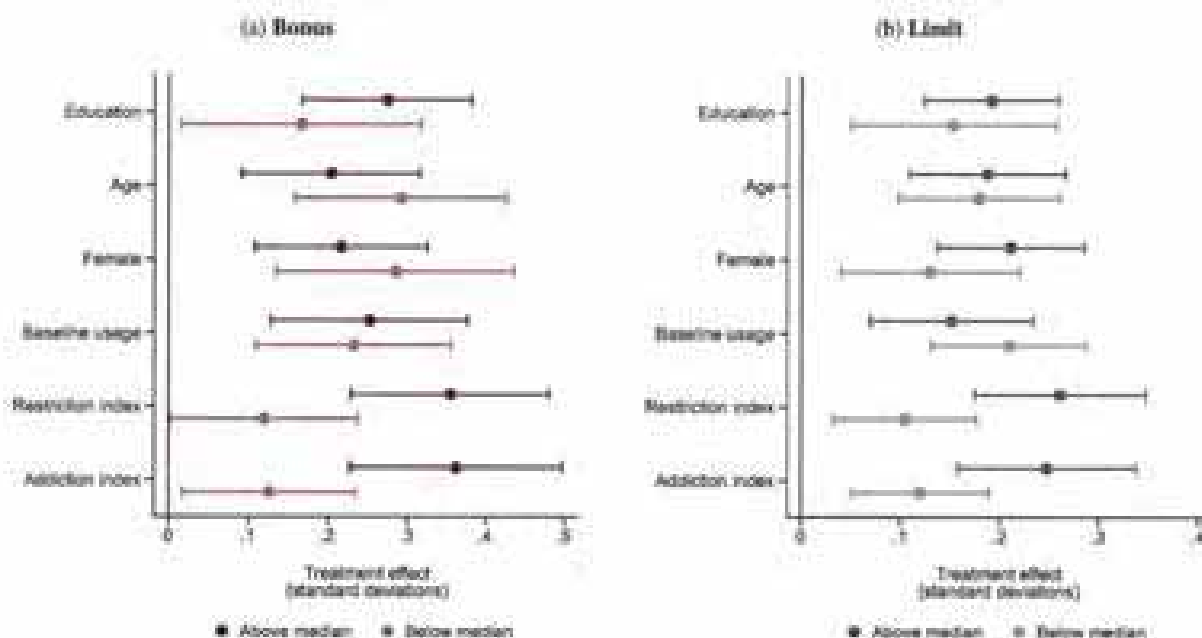 (a) Bonus
Education
Age
Female
Baseline usage
Restriction index
Addiction index
0 .1 .2 .3 .4 .5
Treatment effect
(standard deviations)
Above median Below median
(b) Limit
Education
Age
Female
Baseline usage
Restriction index
Addiction index
0 .1 .2 .3 .4
Treatment effect
(standard deviations)
Above median Below median